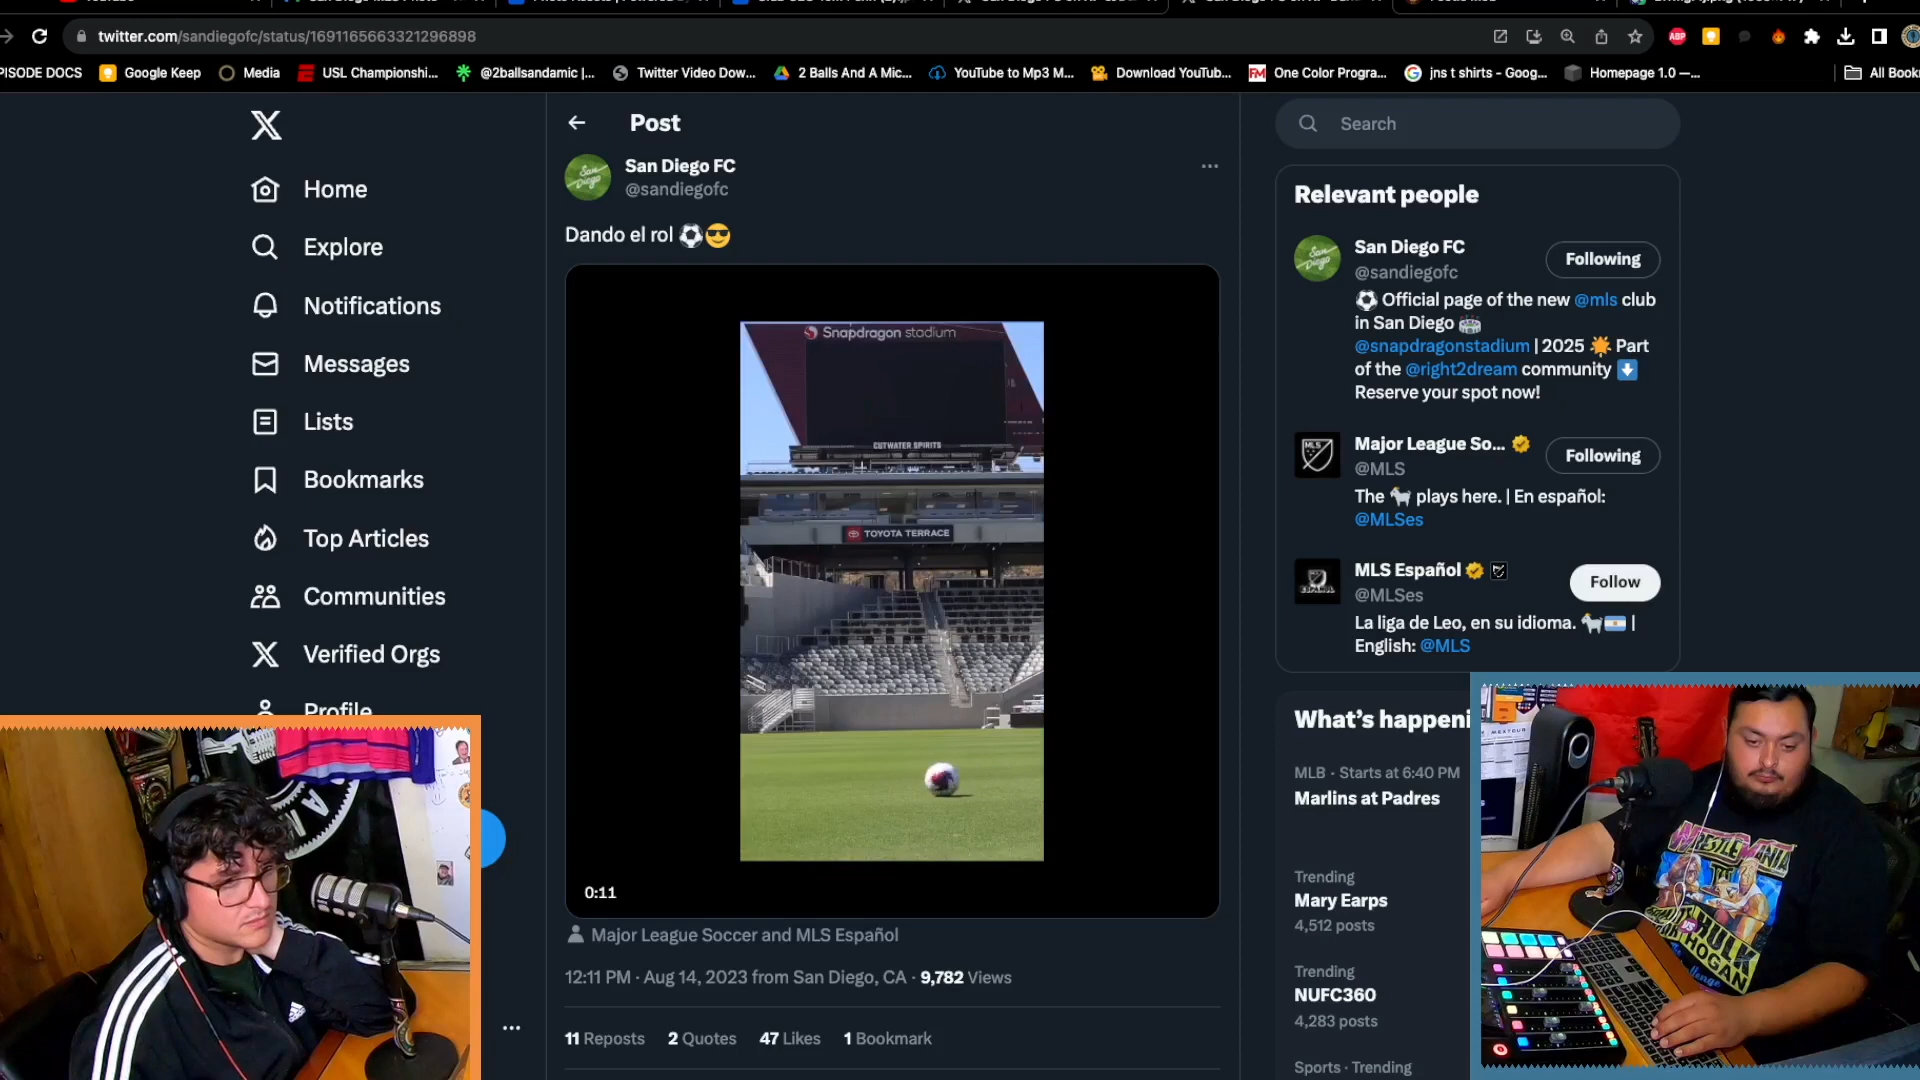 twitter.com/sandiegofc/status/1691165663321296898
PISODE DOCS
Google Keep
Media
USL Championshi...
@2ballsandamic |...
Twitter Video Dow...
2 Balls And A Mic...
YouTube to Mp3 M...
Download YouTub...
One Color Progra...
jns t shirts - Goog...
Homepage 1.0 —...
All Book
ABP
FM
Home
Explore
Notifications
Messages
Lists
Bookmarks
Top Articles
Communities
Verified Orgs
Profile
Post
San Diego FC
@sandiegofc
Dando el rol ⚽😎
Snapdragon stadium
CUTWATER SPIRITS
TOYOTA TERRACE
0:11
Major League Soccer and MLS Español
12:11 PM · Aug 14, 2023 from San Diego, CA · 9,782 Views
11 Reposts 2 Quotes 47 Likes 1 Bookmark
Search
Relevant people
San Diego FC
@sandiegofc
Following
⚽ Official page of the new @mls club
in San Diego 🏟
@snapdragonstadium | 2025 ☀ Part
of the @right2dream community ⬇
Reserve your spot now!
Major League So...
@MLS
Following
The 🐐 plays here. | En español:
@MLSes
MLS Español
@MLSes
Follow
La liga de Leo, en su idioma. 🐐🇦🇷 |
English: @MLS
What's happeni
MLB · Starts at 6:40 PM
Marlins at Padres
Trending
Mary Earps
4,512 posts
Trending
NUFC360
4,283 posts
Sports · Trending
WRESTLEMANIA
VS
HULK
HOGAN